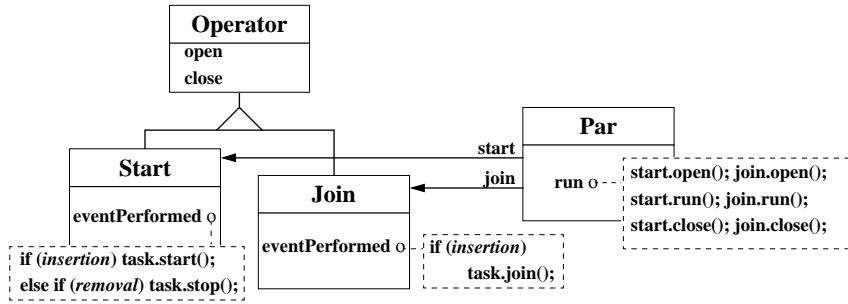 Operator
open
close
Start
eventPerformed
if (insertion) task.start();
else if (removal) task.stop();
Join
eventPerformed
if (insertion)
task.join();
start
join
Par
run
start.open(); join.open();
start.run(); join.run();
start.close(); join.close();